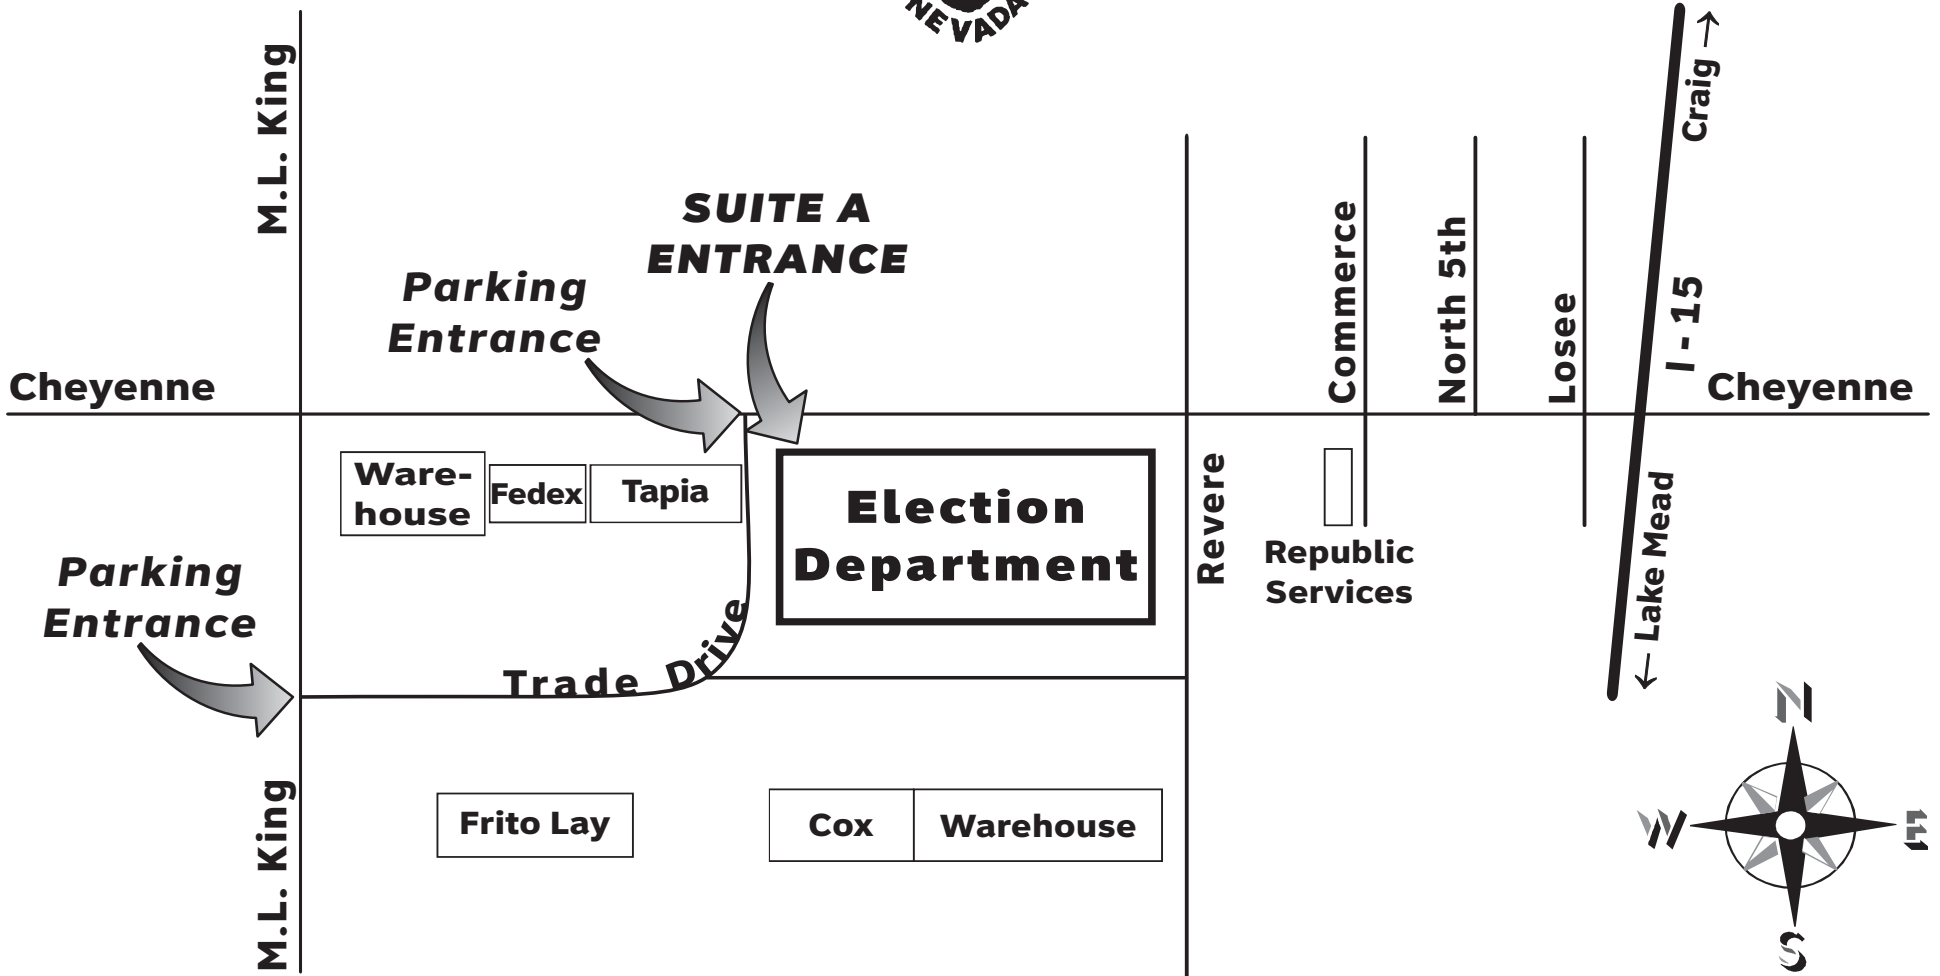 NEVADA
M.L. King
Craig
SUITE A
ENTRANCE
Parking
Entrance
Commerce
North 5th
Losee
I - 15
Cheyenne
Cheyenne
Ware-
house
Fedex
Tapia
Election
Department
Revere
Republic
Services
Lake Mead
Parking
Entrance
Trade Drive
N
W
E
S
M.L. King
Frito Lay
Cox
Warehouse